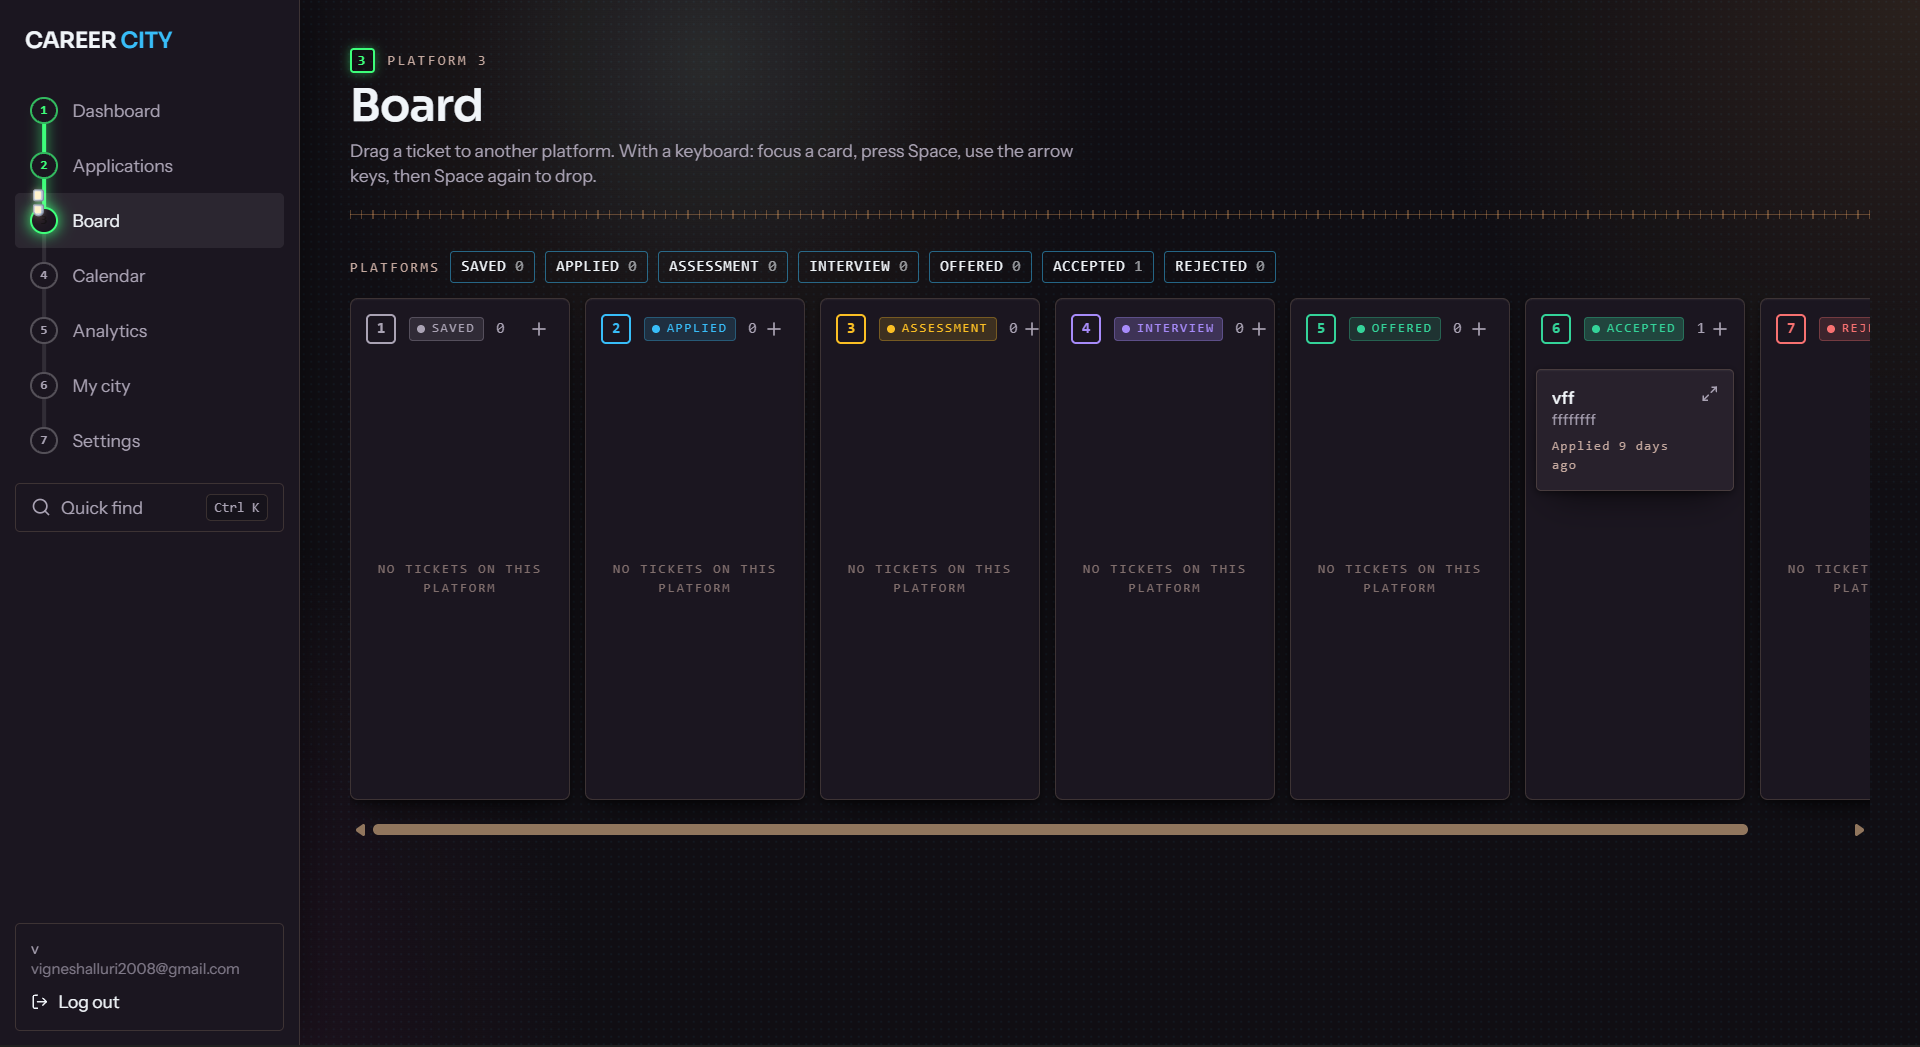 CAREER CITY
1 Dashboard
2 Applications
Board
4 Calendar
5 Analytics
6 My city
7 Settings
Quick find Ctrl K
v
vigneshalluri2008@gmail.com
Log out
3 PLATFORM 3
Board
Drag a ticket to another platform. With a keyboard: focus a card, press Space, use the arrow
keys, then Space again to drop.
PLATFORMS SAVED 0 APPLIED 0 ASSESSMENT 0 INTERVIEW 0 OFFERED 0 ACCEPTED 1 REJECTED 0
1 SAVED 0 +
NO TICKETS ON THIS
PLATFORM
2 APPLIED 0 +
NO TICKETS ON THIS
PLATFORM
3 ASSESSMENT 0 +
NO TICKETS ON THIS
PLATFORM
4 INTERVIEW 0 +
NO TICKETS ON THIS
PLATFORM
5 OFFERED 0 +
NO TICKETS ON THIS
PLATFORM
6 ACCEPTED 1 +
vff
ffffffff
Applied 9 days
ago
7 REJ
NO TICKET
PLAT